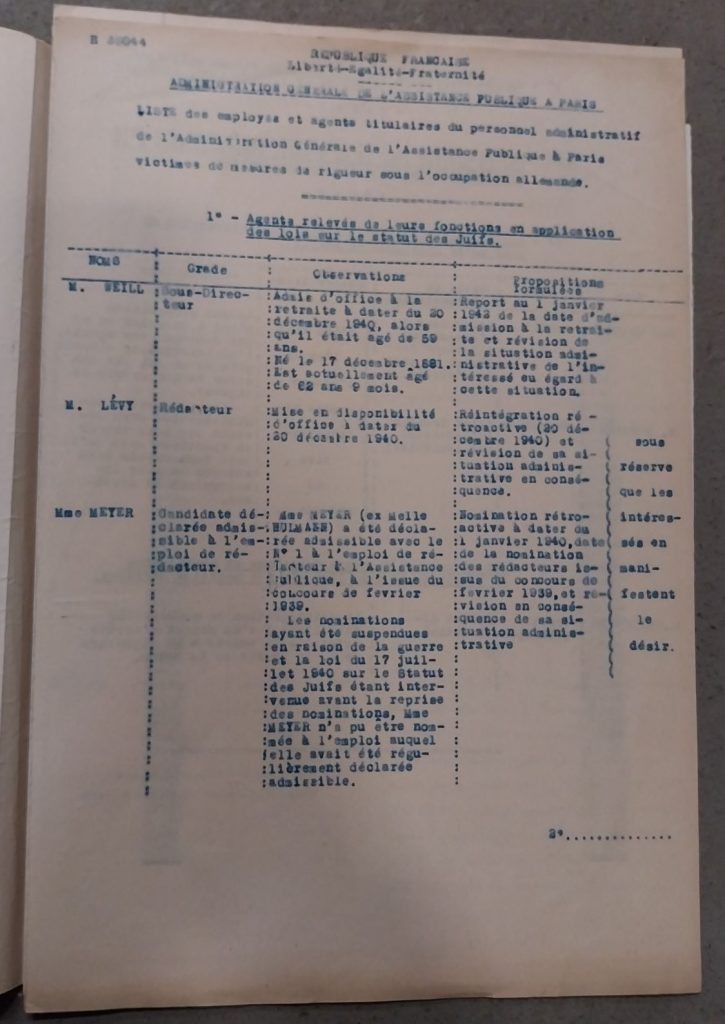 REPUBLIQUE FRANCAISE
Liberté-Egalité-Fraternité
ADMINISTRATION GENERALE DE L'ASSISTANCE PUBLIQUE A PARIS
LISTE des employés et agents titulaires du personnel administratif
de l'Administration Générale de l'Assistance Publique à Paris
victimes de mesures de rigueur sous l'occupation allemande.
1° - Agents relevés de leurs fonctions en application
des lois sur le statut des Juifs.
NOMS
Grade
Observations
Propositions
formulées
M. WEILL
Sous-Direc-
teur
Admis d'office à la
retraite à dater du 20
décembre 1940, alors
qu'il était agé de 59
ans.
Né le 17 décembre 1881.
Est actuellement âgé
de 62 ans 9 mois.
Report au 1 janvier
1943 de la date d'ad-
mission à la retrai-
te et révision de
la situation admi-
nistrative de l'in-
téressé eu égard à
cette situation.
M. LÉVY
Rédacteur
Mise en disponibilité
d'office à dater du
20 décembre 1940.
Réintégration ré-
troactive (20 dé-
cembre 1940) et
révision de sa si-
tuation adminis-
trative en consé-
quence.
Mme MEYER
Candidate dé-
clarée admis-
sible à l'em-
ploi de ré-
dacteur.
Mme MEYER (ex Melle
) a été décla-
rée admissible avec le
N° 1 à l'emploi de ré-
dacteur à l'Assistance
Publique, à l'issue du
concours de fevrier
1939.
Les nominations
ayant été suspendues
en raison de la guerre
et la loi du 17 juil-
let 1940 sur le Statut
des Juifs étant inter-
venue avant la reprise
des nominations, Mme
MEYER n'a pu être nom-
mée à l'emploi auquel
elle avait été régu-
lièrement déclarée
admissible.
Nomination rétro-
active à dater du
1 janvier 1940, date
de la nomination
des rédacteurs is-
sus du concours de
fevrier 1939, et ré-
vision en consé-
quence de sa si-
tuation adminis-
trative
sous
réserve
que les
intéres-
sés en
mani-
festent
le
désir.
2°..............